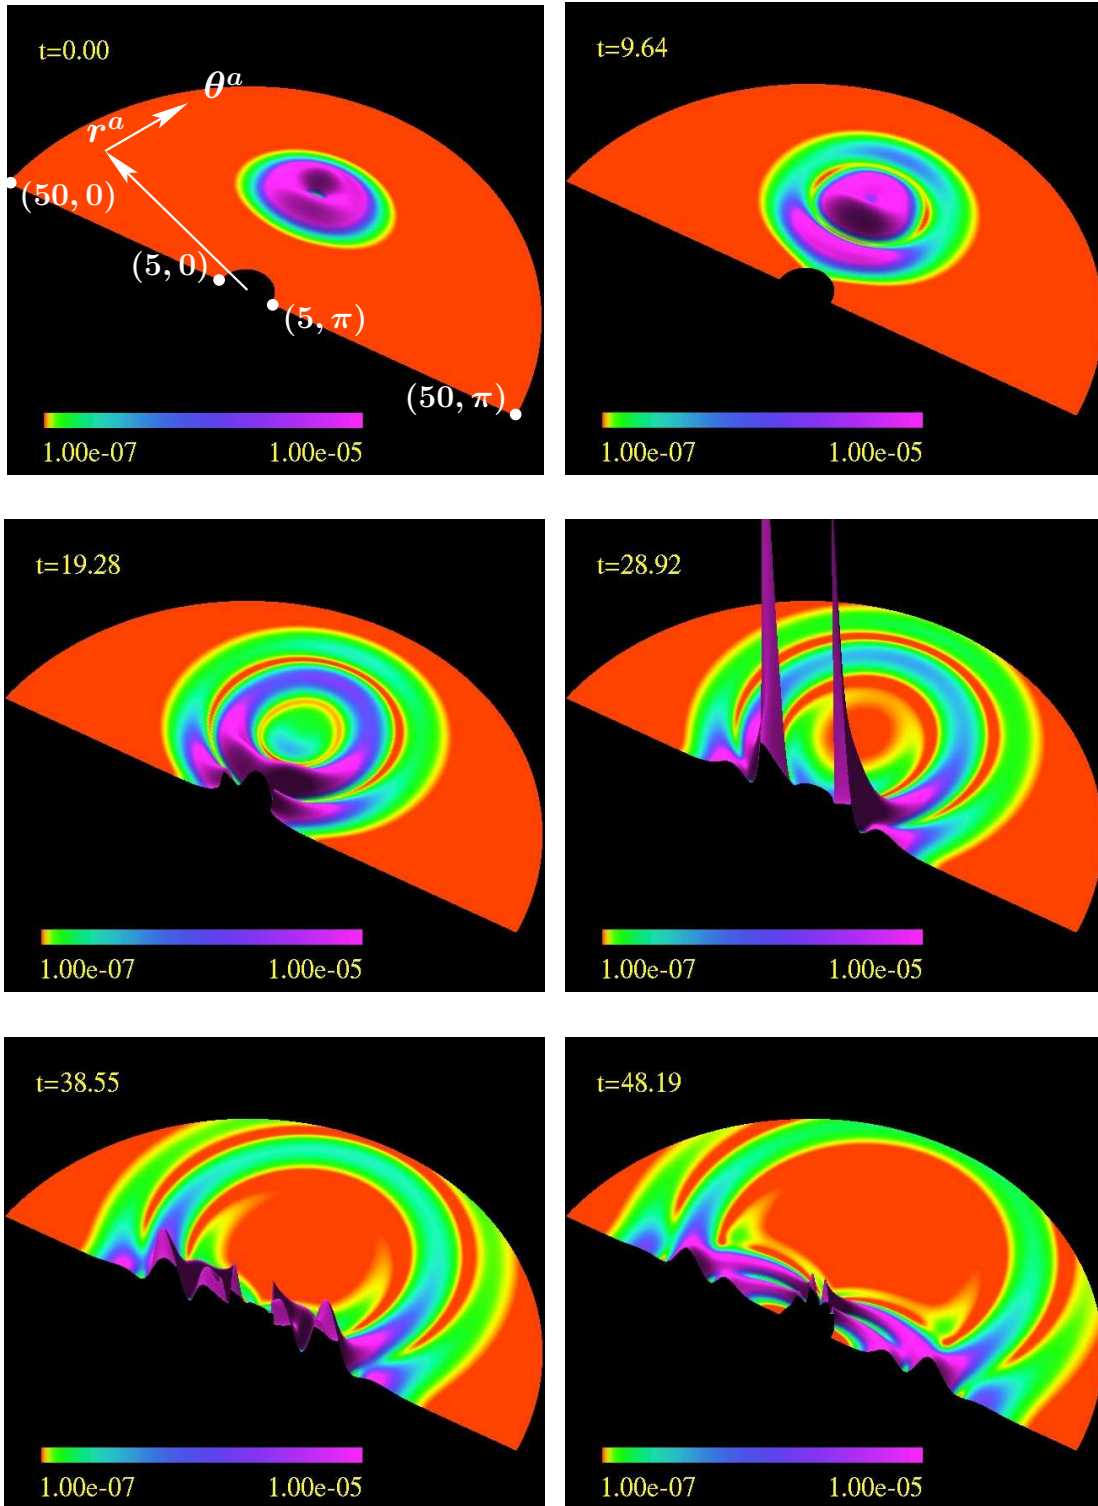 t=0.00
θ^a
r^a
(50, 0)
(5, 0)
(5, π)
(50, π)
1.00e-07 1.00e-05
t=9.64
1.00e-07 1.00e-05
t=19.28
1.00e-07 1.00e-05
t=28.92
1.00e-07 1.00e-05
t=38.55
1.00e-07 1.00e-05
t=48.19
1.00e-07 1.00e-05